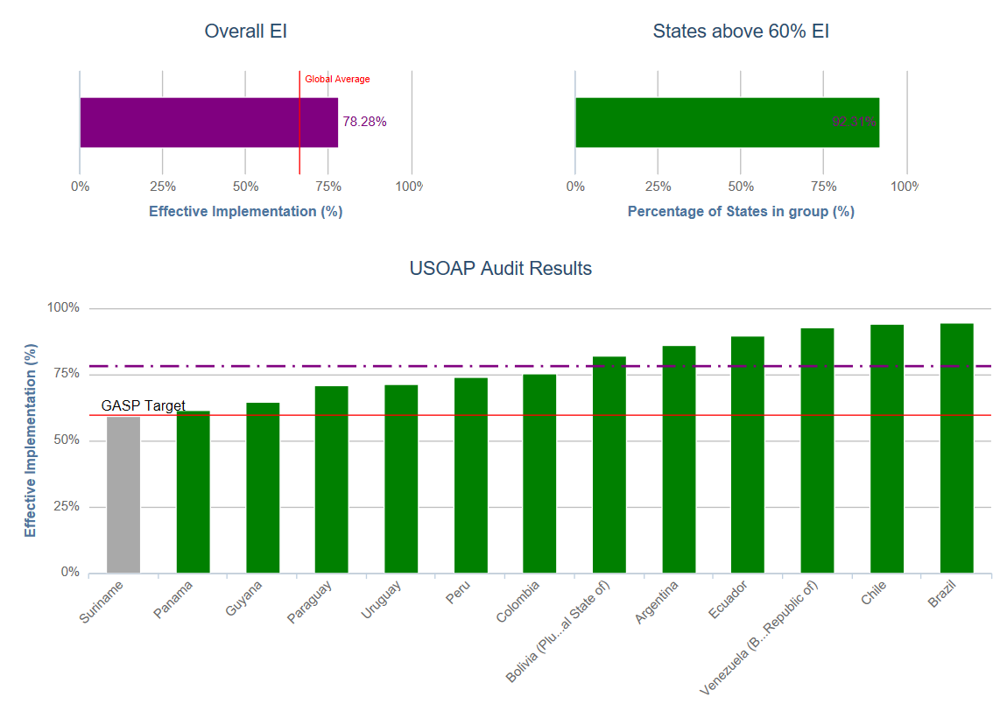 Overall EI
States above 60% EI
Global Average
78.28%
92.31%
0%
25%
50%
75%
100%
0%
25%
50%
75%
100%
Effective Implementation (%)
Percentage of States in group (%)
USOAP Audit Results
Effective Implementation (%)
100%
75%
50%
25%
0%
GASP Target
Suriname
Panama
Guyana
Paraguay
Uruguay
Peru
Colombia
Bolivia (Plu...al State of)
Argentina
Ecuador
Venezuela (B...Republic of)
Chile
Brazil